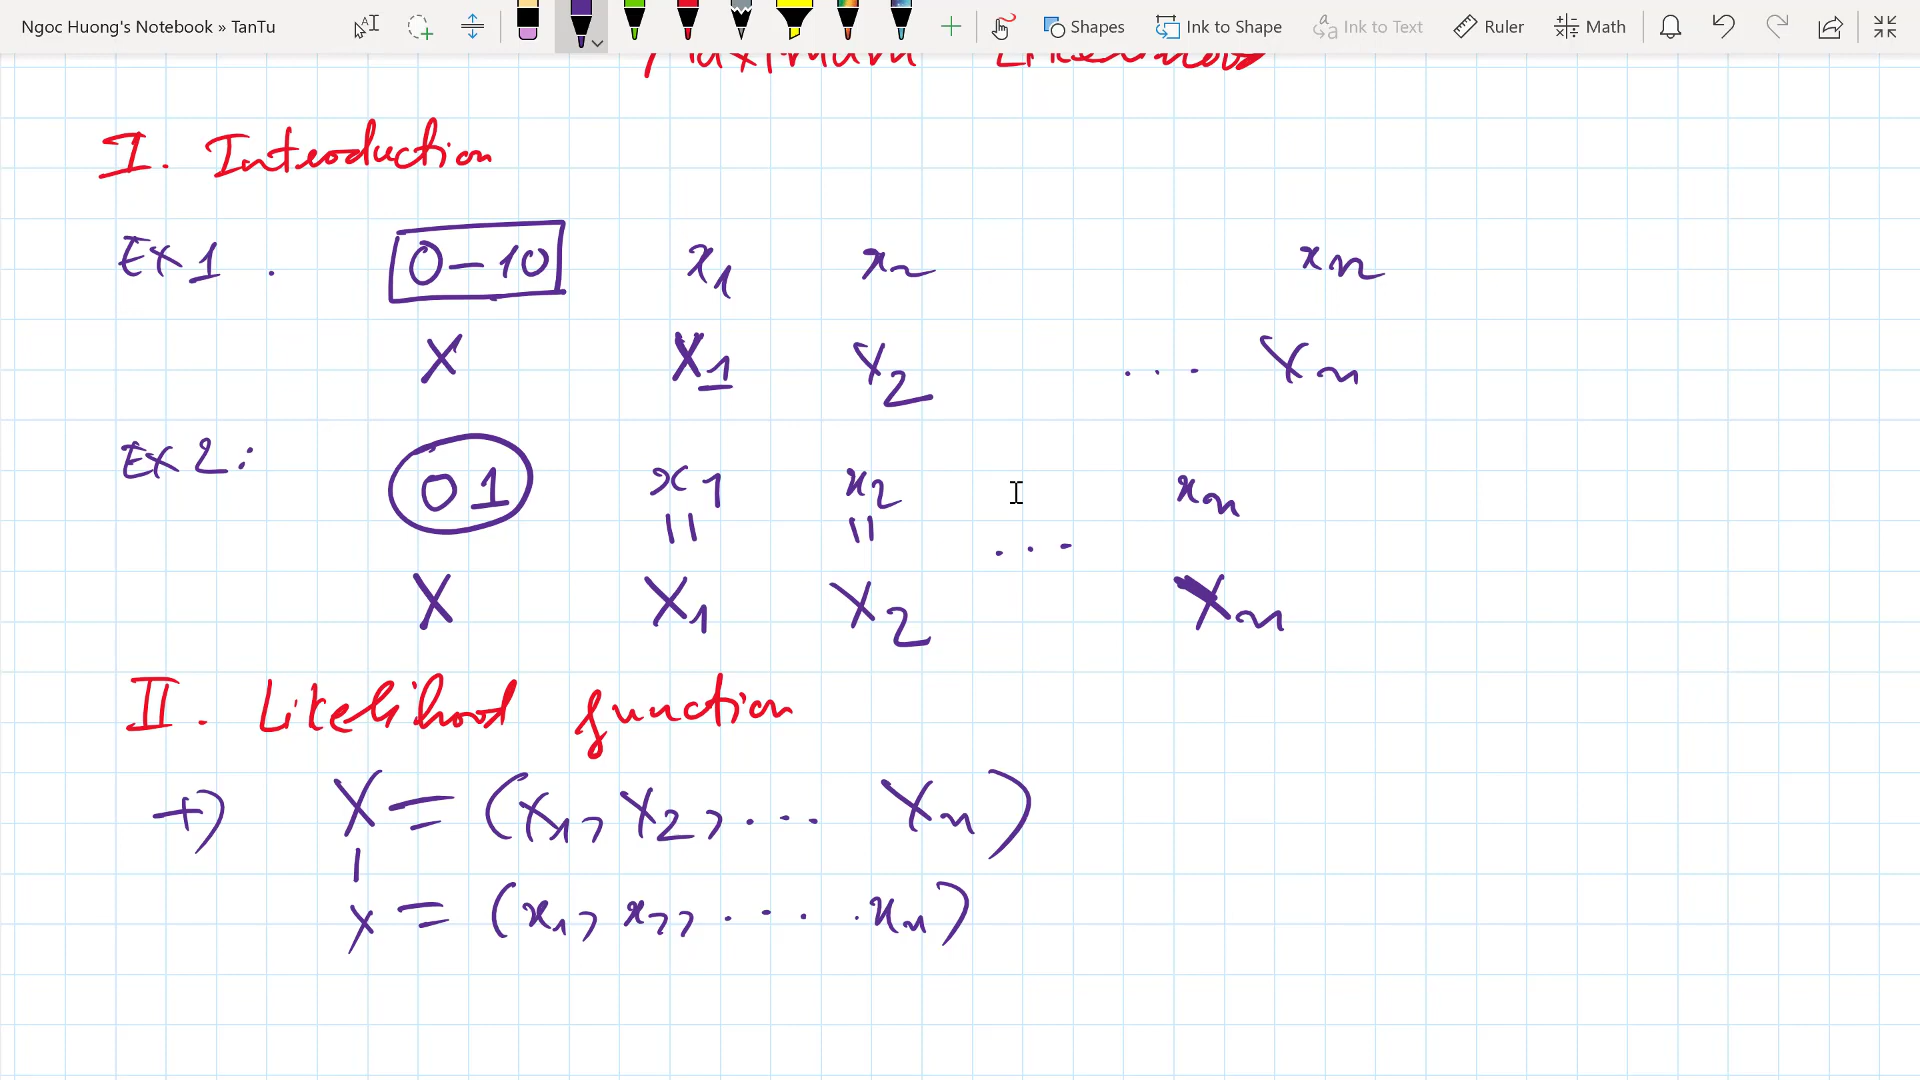 Ngoc Huong's Notebook » TanTu
Shapes
Ink to Shape
Ink to Text
Ruler
Math
Maximum Likelihood
I. Introduction
EX 1 . 0 – 10 x₁ x₂ xₙ
X X₁ X₂ ... Xₙ
EX 2 : 0 1 x₁ x₂ xₙ
|| || ...
X X₁ X₂ Xₙ
II. Likelihood function
+) X = (X₁, X₂, ... Xₙ)
x = (x₁, x₂, .... xₙ)